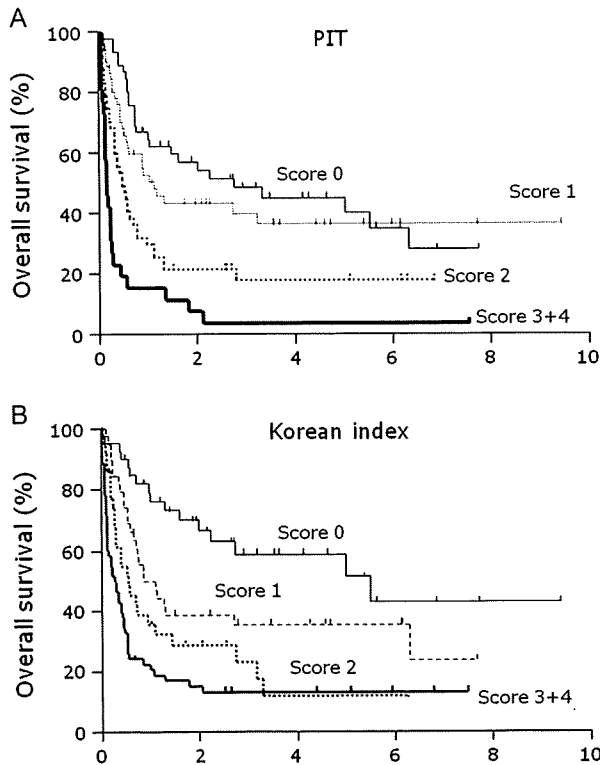 A
PIT
Overall survival (%)
100
80
60
40
20
0
Score 0
Score 1
Score 2
Score 3+4
0 2 4 6 8 10
B
Korean index
Overall survival (%)
100
80
60
40
20
0
Score 0
Score 1
Score 2
Score 3+4
0 2 4 6 8 10